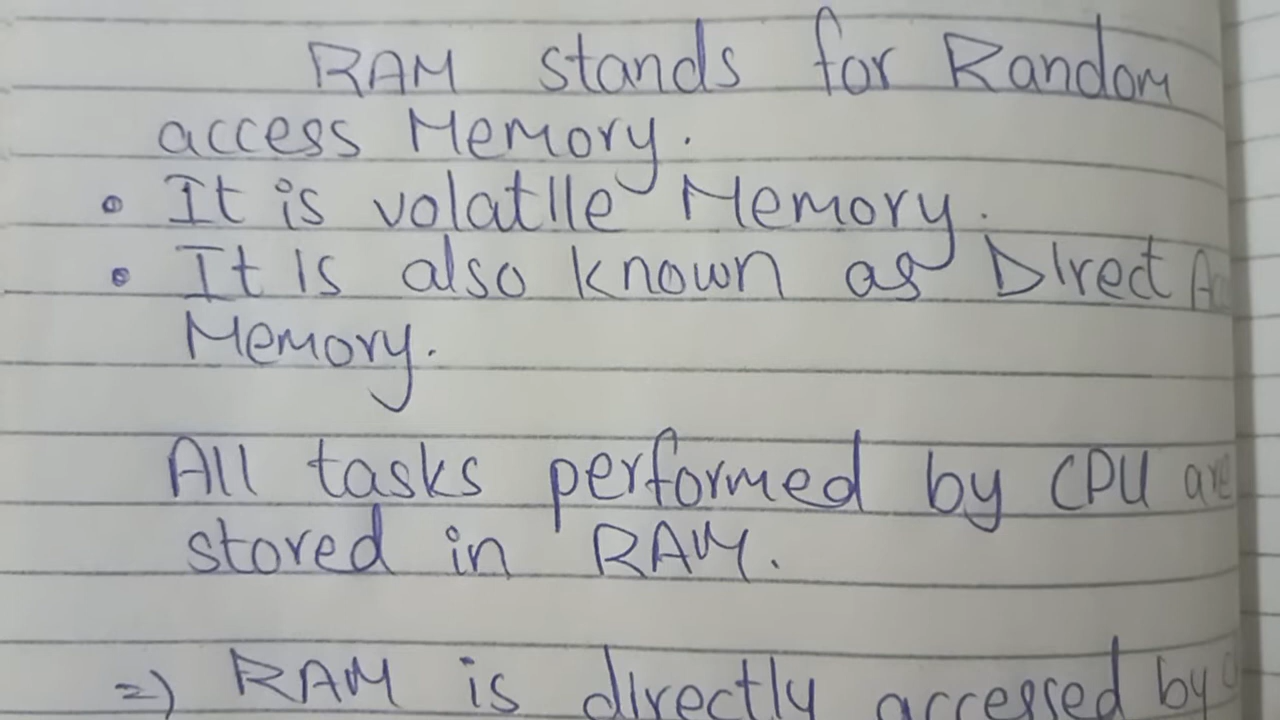 RAM stands for Random
access Memory.
• It is volatile Memory.
• It is also known as Direct
Memory.
All tasks performed by CPU are
stored in RAM.
=) RAM is directly accessed by